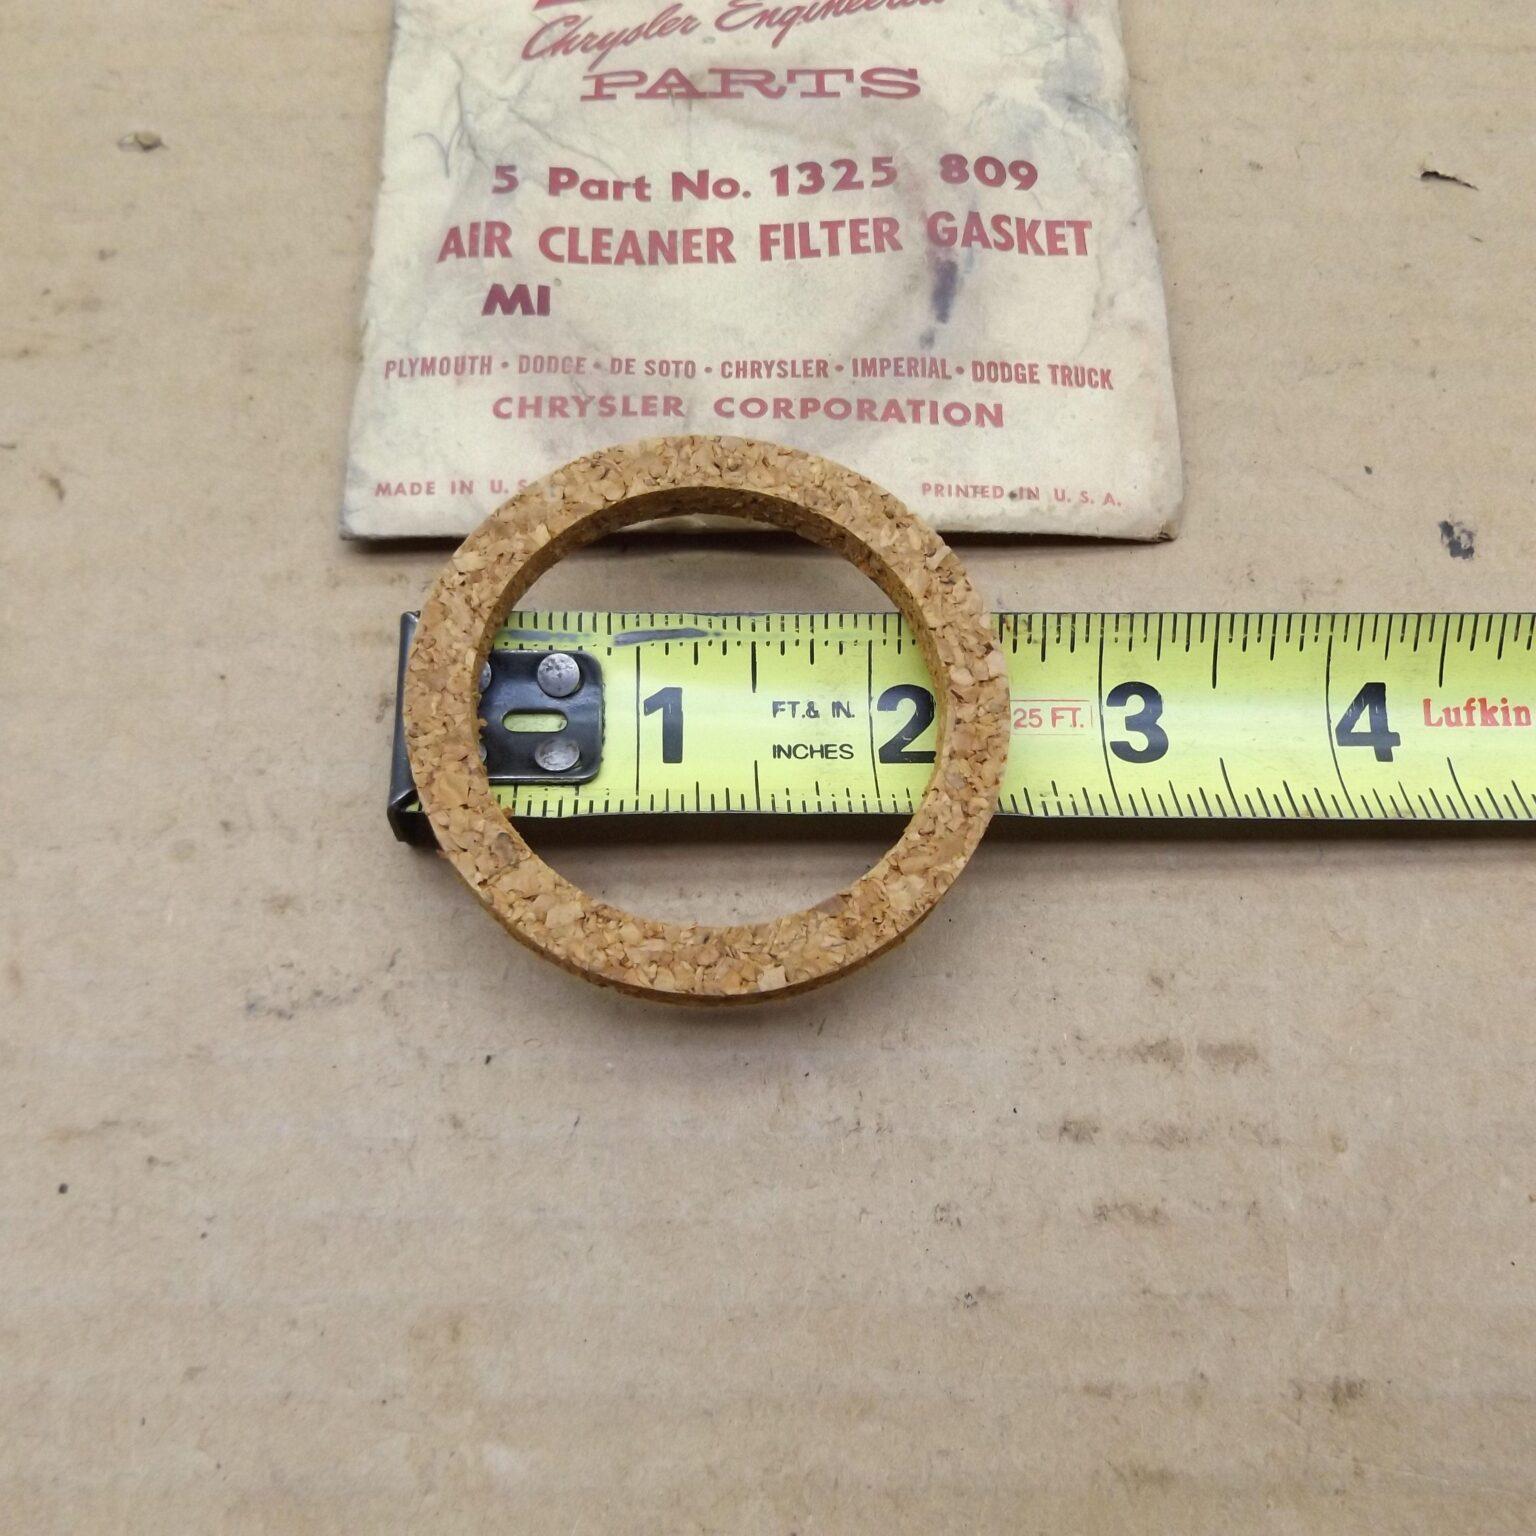 Chrysler Engineered
PARTS
5 Part No. 1325 809
AIR CLEANER FILTER GASKET
MI
PLYMOUTH • DODGE • DE SOTO • CHRYSLER • IMPERIAL • DODGE TRUCK
CHRYSLER CORPORATION
MADE IN U. S
PRINTED IN U. S. A.
1 FT.& IN. 2 25 FT. 3 4 Lufkin
INCHES